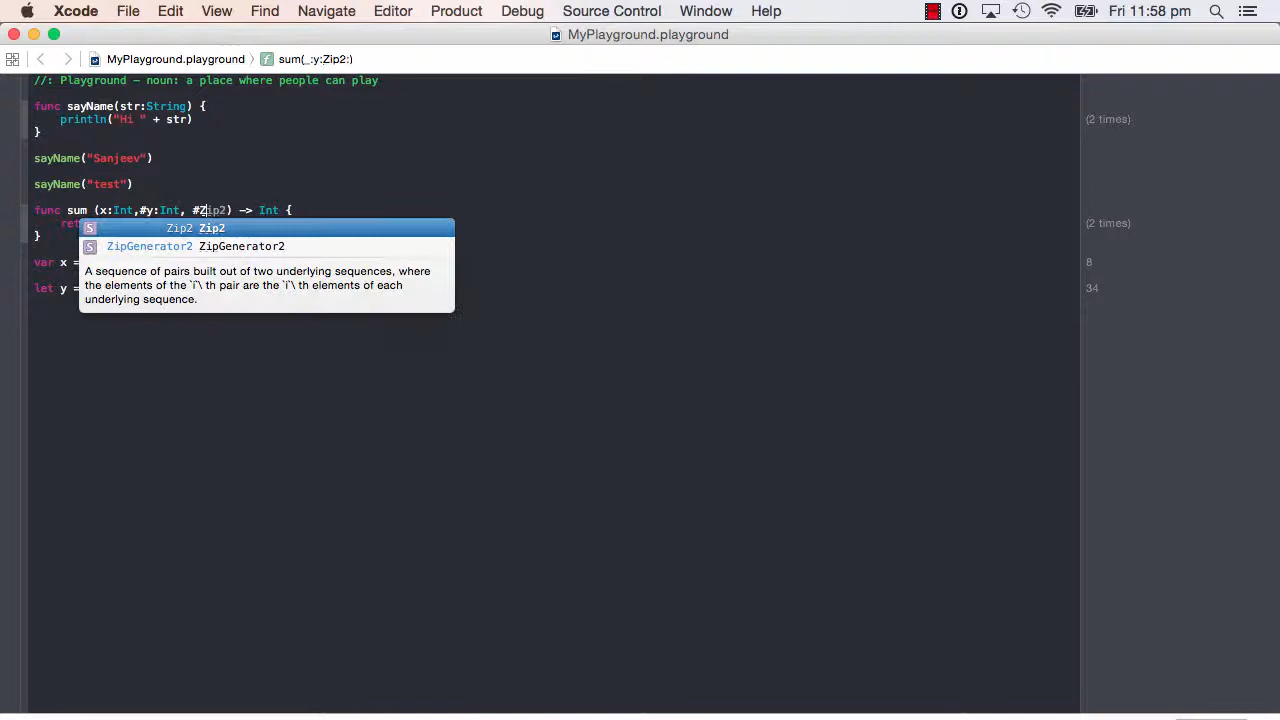 Xcode File Edit View Find Navigate Editor Product Debug Source Control Window Help Fri 11:58 pm
MyPlayground.playground
MyPlayground.playground 〉 f sum(_:y:Zip2:)
//: Playground – noun: a place where people can play
func sayName(str:String) {
println("Hi " + str) (2 times)
}
sayName("Sanjeev")
sayName("test")
func sum (x:Int,#y:Int, #Zip2) –> Int {
ret (2 times)
S Zip2 Zip2
}
S ZipGenerator2 ZipGenerator2
var x = 8
A sequence of pairs built out of two underlying sequences, where
the elements of the `i`\ th pair are the `i`\ th elements of each
let y = 34
underlying sequence.